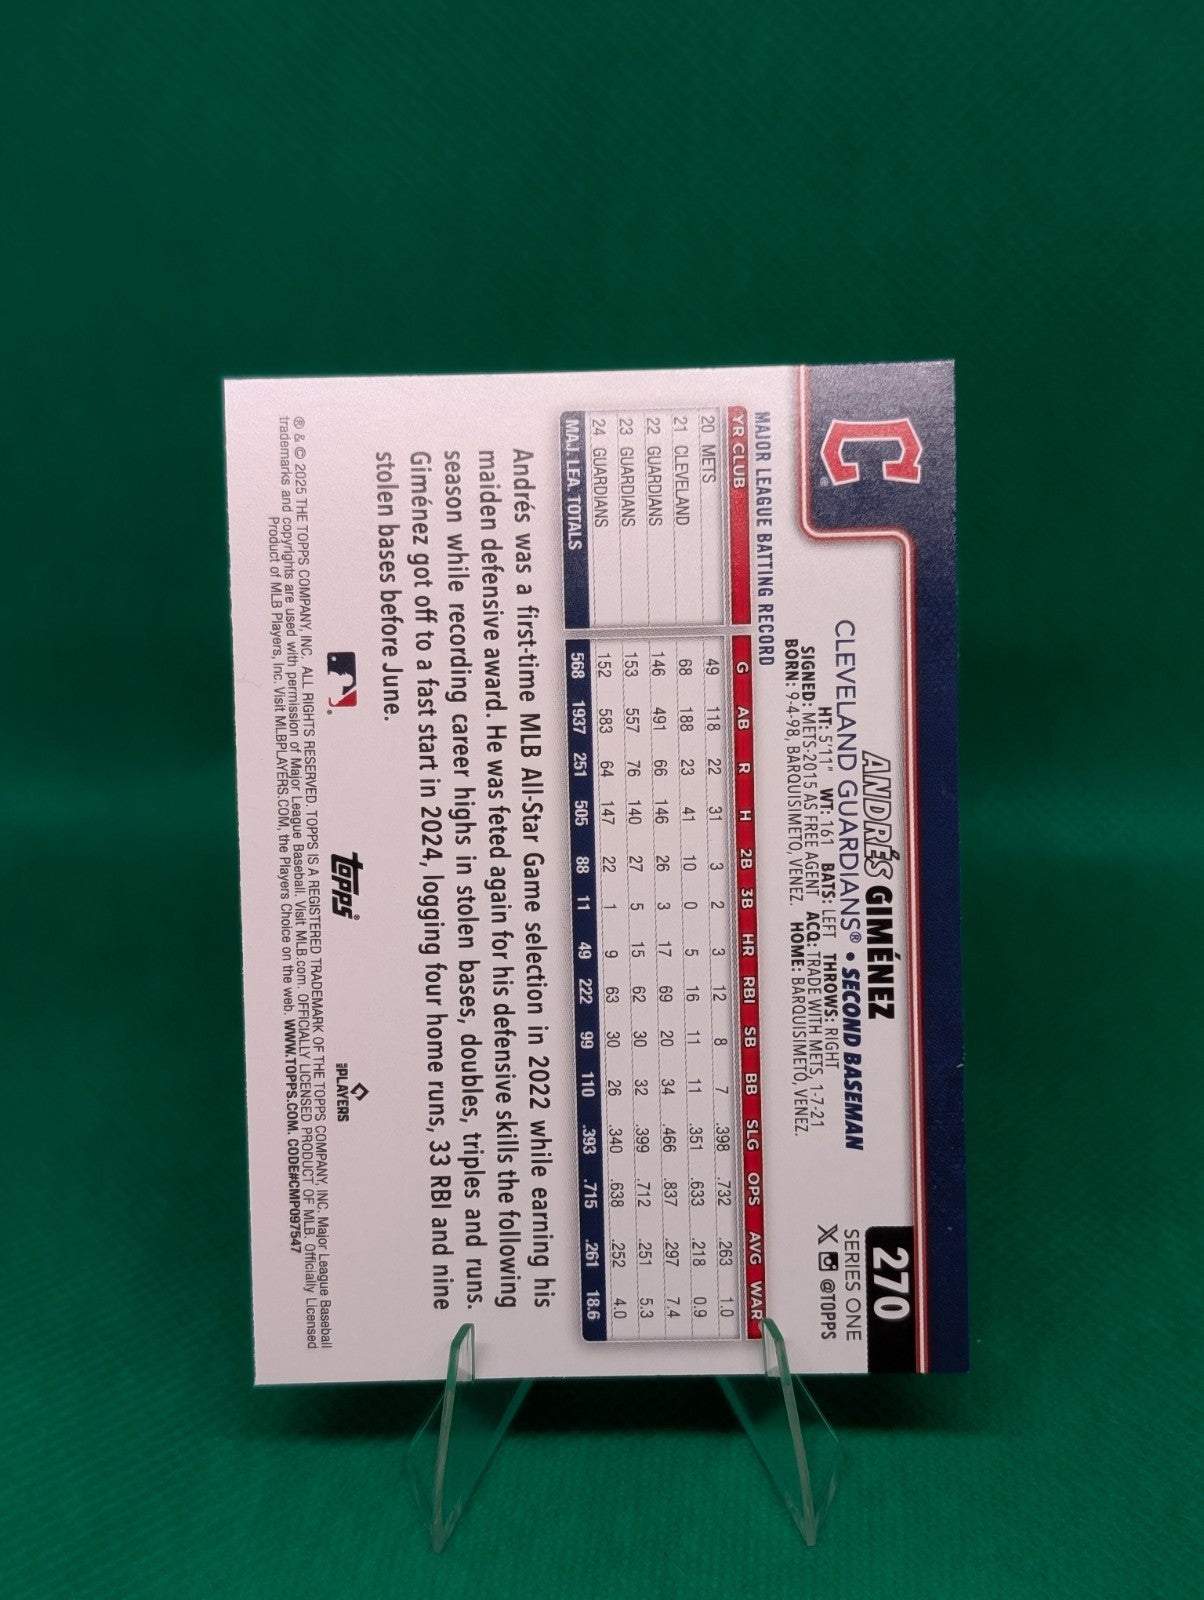 C®
270
ANDRÉS GIMÉNEZ
SERIES ONE
CLEVELAND GUARDIANS® • SECOND BASEMAN
@TOPPS
HT: 5'11" WT: 161 BATS: LEFT THROWS: RIGHT
SIGNED: METS-2015 AS FREE AGENT ACQ: TRADE WITH METS, 1-7-21
BORN: 9-4-98, BARQUISIMETO, VENEZ. HOME: BARQUISIMETO, VENEZ.
MAJOR LEAGUE BATTING RECORD
YR CLUB G AB R H 2B 3B HR RBI SB BB SLG OPS AVG WAR
20 METS 49 118 22 31 3 2 3 12 8 7 .398 .732 .263 1.0
21 CLEVELAND 68 188 23 41 10 0 5 16 11 11 .351 .633 .218 0.9
22 GUARDIANS 146 491 66 146 26 3 17 69 20 34 .466 .837 .297 7.4
23 GUARDIANS 153 557 76 140 27 5 15 62 30 32 .399 .712 .251 5.3
24 GUARDIANS 152 583 64 147 22 1 9 63 30 26 .340 .638 .252 4.0
MAJ. LEA. TOTALS 568 1937 251 505 88 11 49 222 99 110 .393 .715 .261 18.6
Andrés was a first-time MLB All-Star Game selection in 2022 while earning his
maiden defensive award. He was feted again for his defensive skills the following
season while recording career highs in stolen bases, doubles, triples and runs.
Giménez got off to a fast start in 2024, logging four home runs, 33 RBI and nine
stolen bases before June.
topps®
MLB PLAYERS
® & © 2025 THE TOPPS COMPANY, INC. ALL RIGHTS RESERVED. TOPPS IS A REGISTERED TRADEMARK OF THE TOPPS COMPANY, INC. Major League Baseball
trademarks and copyrights are used with permission of Major League Baseball. Visit MLB.com. OFFICIALLY LICENSED PRODUCT OF MLB. Officially Licensed
Product of MLB Players, Inc. Visit MLBPLAYERS.COM, the Players Choice on the web. WWW.TOPPS.COM. CODE#CMP097547